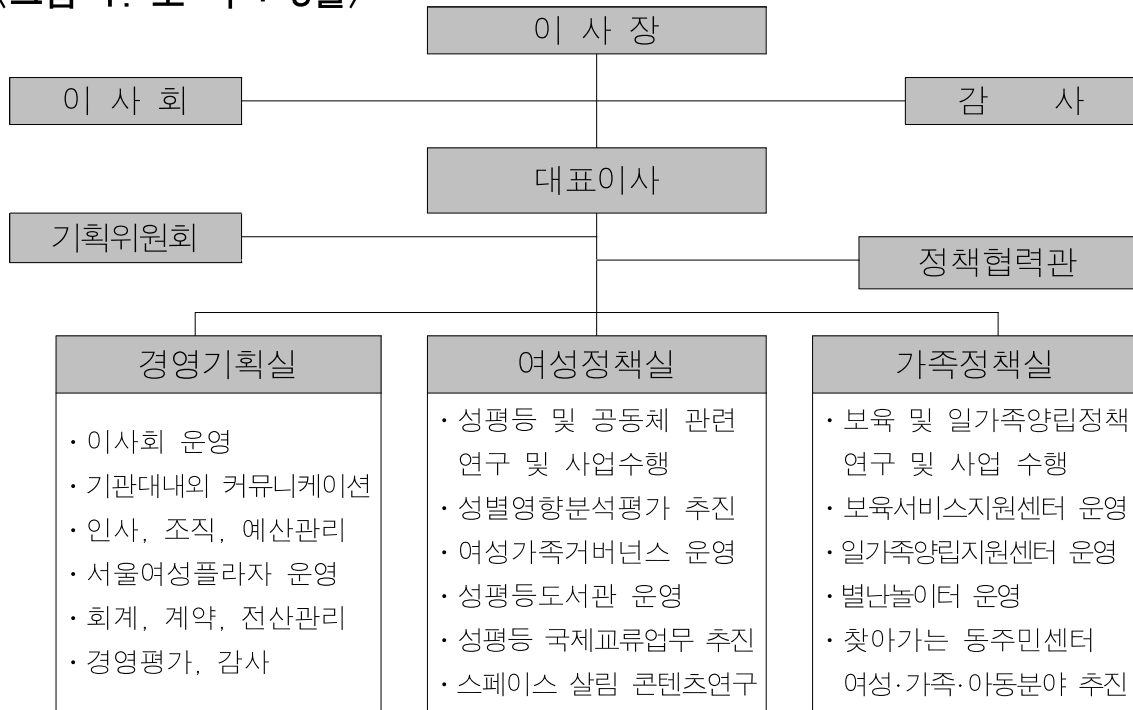 이 사 장
이 사 회
감 사
대표이사
기획위원회
정책협력관
경영기획실
· 이사회 운영
· 기관대내외 커뮤니케이션
· 인사, 조직, 예산관리
· 서울여성플라자 운영
· 회계, 계약, 전산관리
· 경영평가, 감사
여성정책실
· 성평등 및 공동체 관련
연구 및 사업수행
· 성별영향분석평가 추진
· 여성가족거버넌스 운영
· 성평등도서관 운영
· 성평등 국제교류업무 추진
· 스페이스 살림 콘텐츠연구
가족정책실
· 보육 및 일가족양립정책
연구 및 사업 수행
· 보육서비스지원센터 운영
· 일가족양립지원센터 운영
· 별난놀이터 운영
· 찾아가는 동주민센터
여성·가족·아동분야 추진